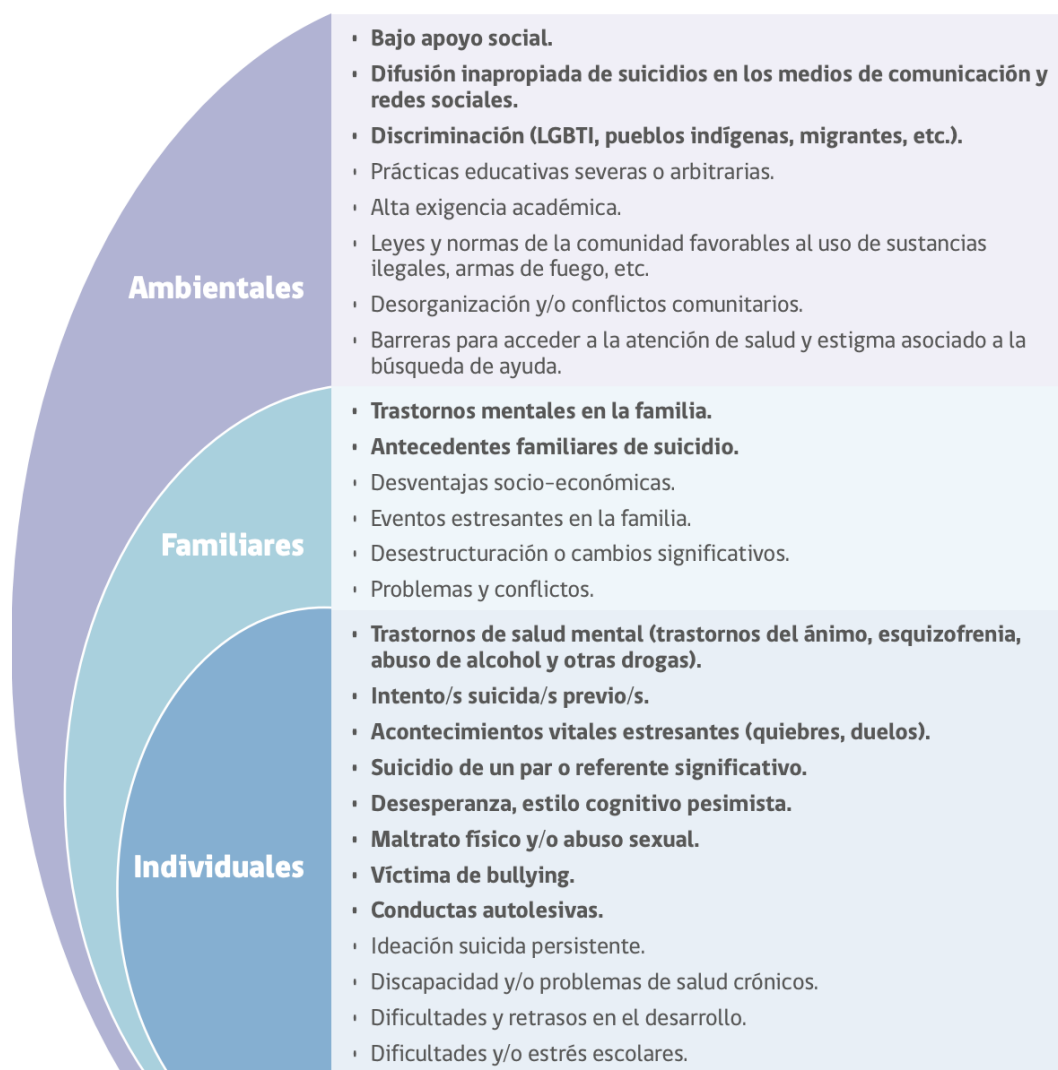 Ambientales
· Bajo apoyo social.
· Difusión inapropiada de suicidios en los medios de comunicación y
redes sociales.
· Discriminación (LGBTI, pueblos indígenas, migrantes, etc.).
· Prácticas educativas severas o arbitrarias.
· Alta exigencia académica.
· Leyes y normas de la comunidad favorables al uso de sustancias
ilegales, armas de fuego, etc.
· Desorganización y/o conflictos comunitarios.
· Barreras para acceder a la atención de salud y estigma asociado a la
búsqueda de ayuda.
Familiares
· Trastornos mentales en la familia.
· Antecedentes familiares de suicidio.
· Desventajas socio-económicas.
· Eventos estresantes en la familia.
· Desestructuración o cambios significativos.
· Problemas y conflictos.
Individuales
· Trastornos de salud mental (trastornos del ánimo, esquizofrenia,
abuso de alcohol y otras drogas).
· Intento/s suicida/s previo/s.
· Acontecimientos vitales estresantes (quiebres, duelos).
· Suicidio de un par o referente significativo.
· Desesperanza, estilo cognitivo pesimista.
· Maltrato físico y/o abuso sexual.
· Víctima de bullying.
· Conductas autolesivas.
· Ideación suicida persistente.
· Discapacidad y/o problemas de salud crónicos.
· Dificultades y retrasos en el desarrollo.
· Dificultades y/o estrés escolares.